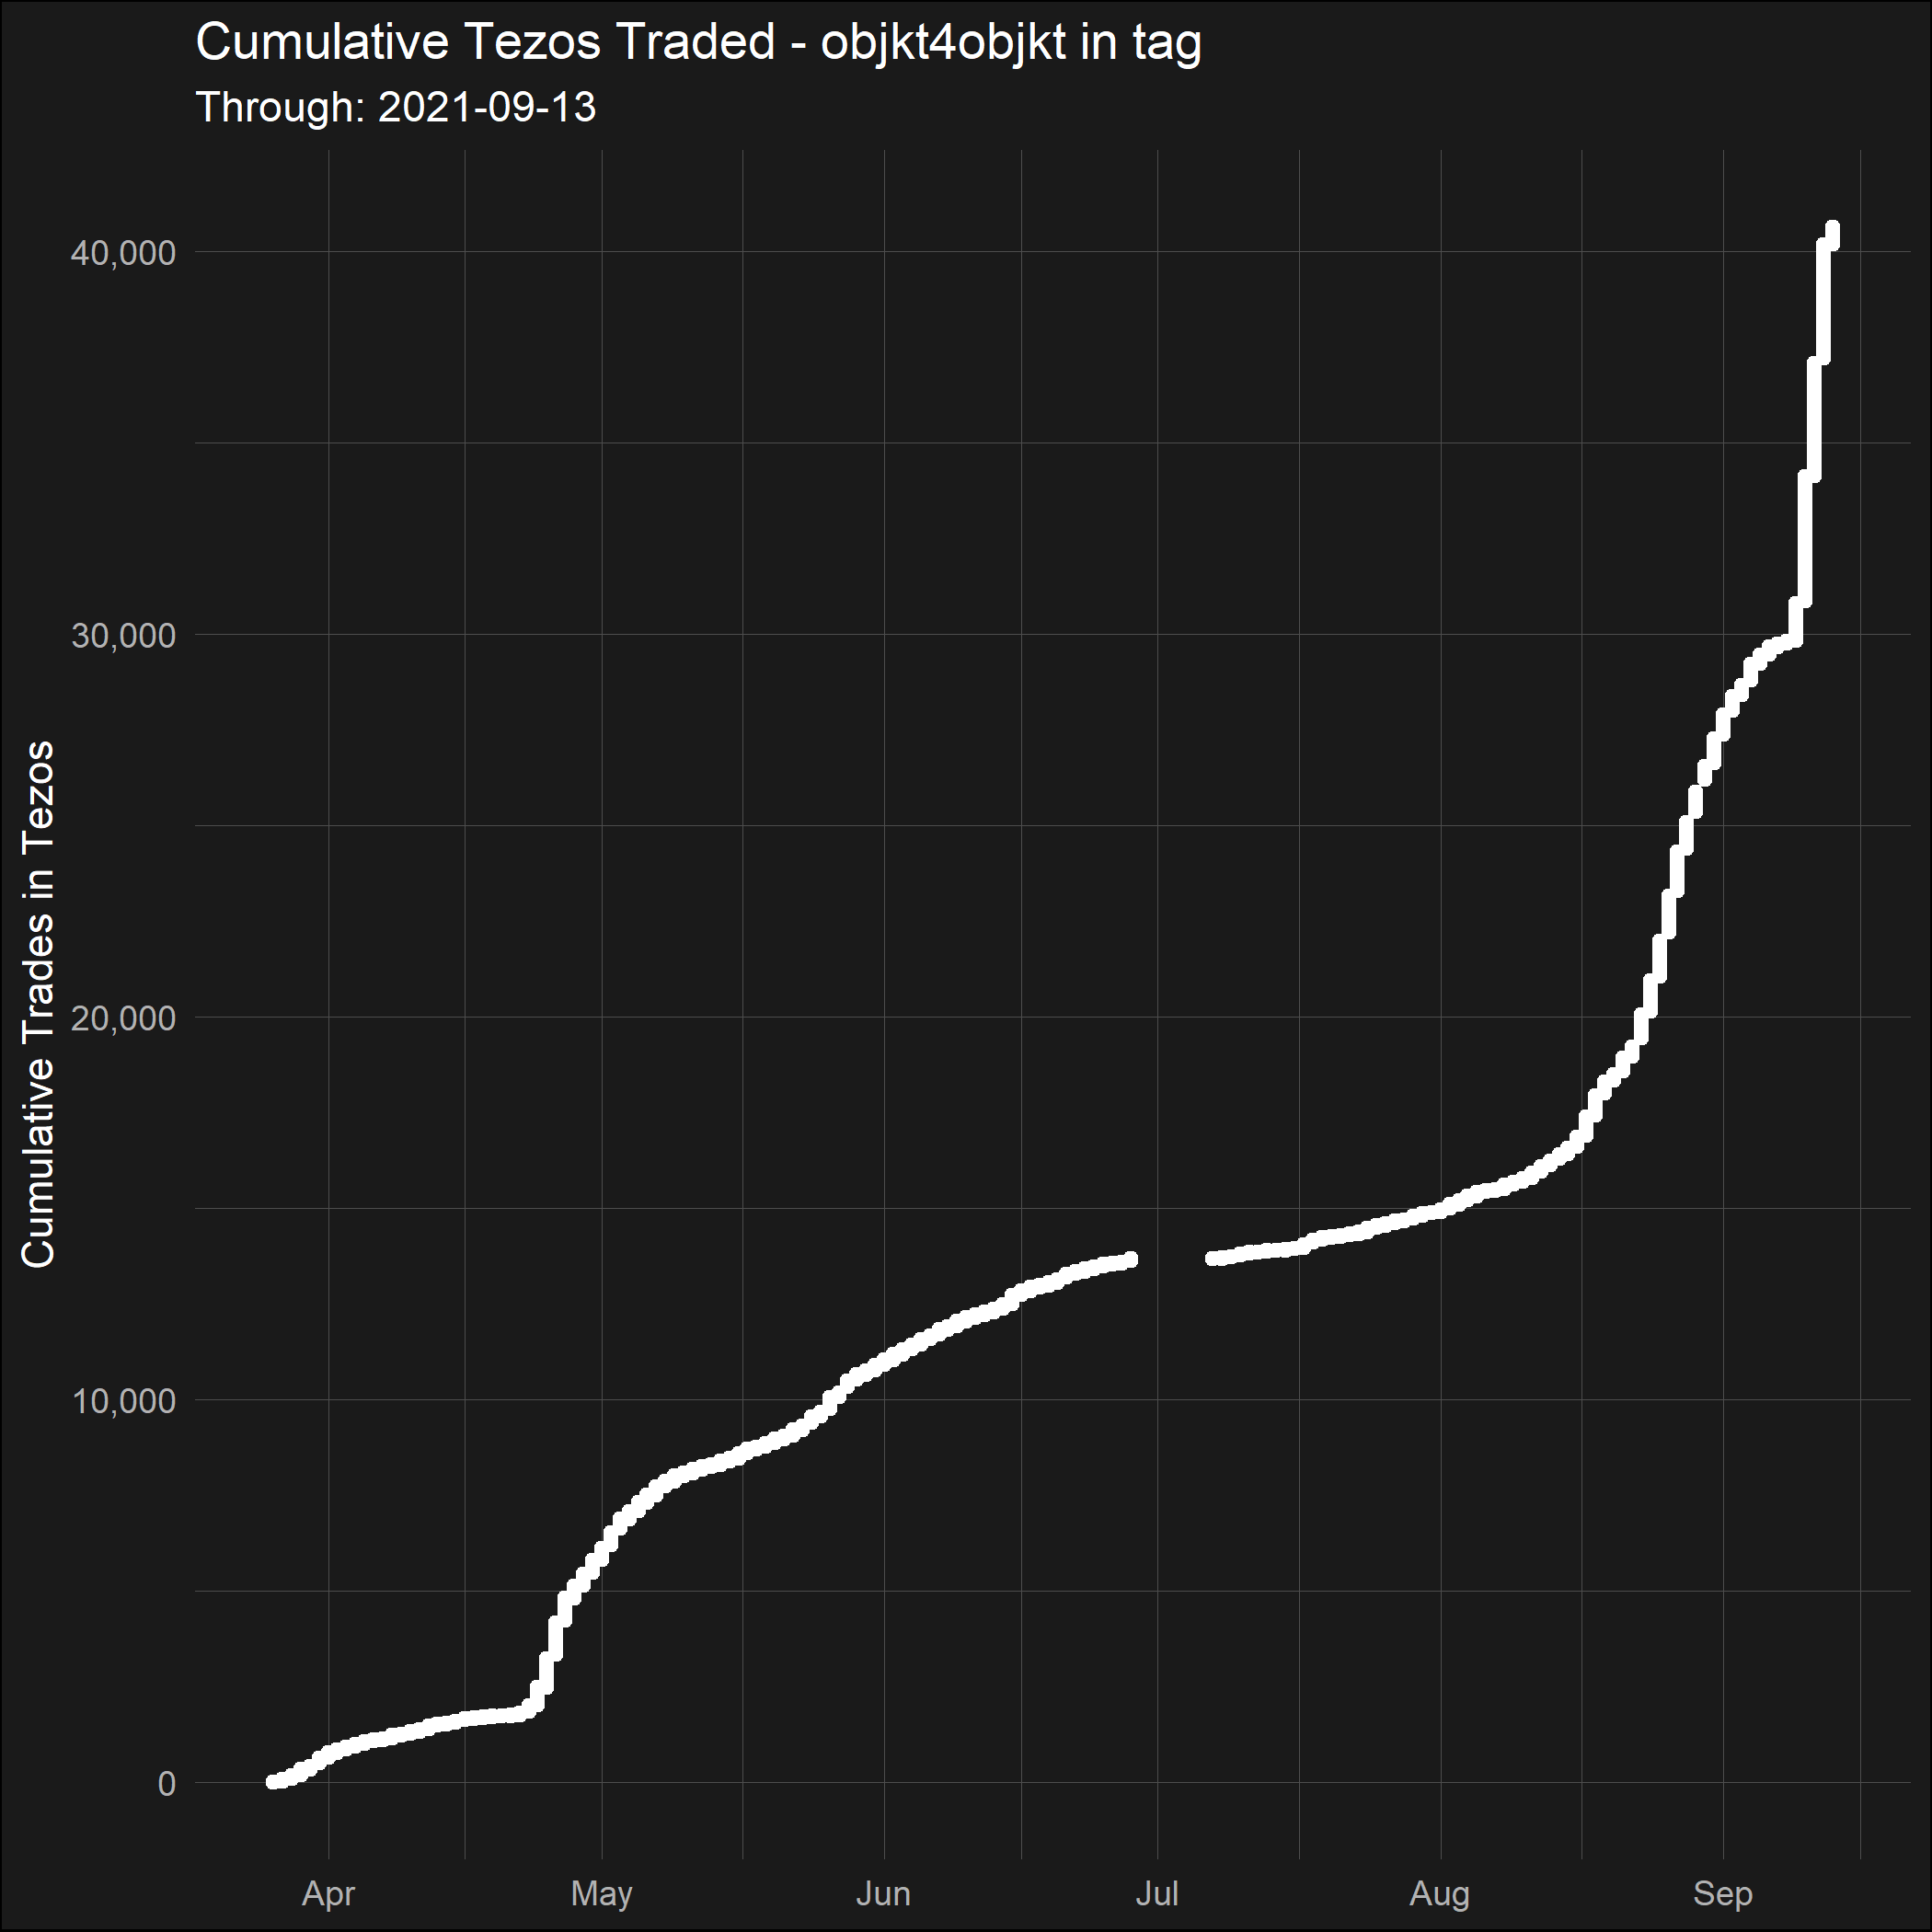 Cumulative Tezos Traded - objkt4objkt in tag
Through: 2021-09-13
Cumulative Trades in Tezos
40,000
30,000
20,000
10,000
0
Apr May Jun Jul Aug Sep